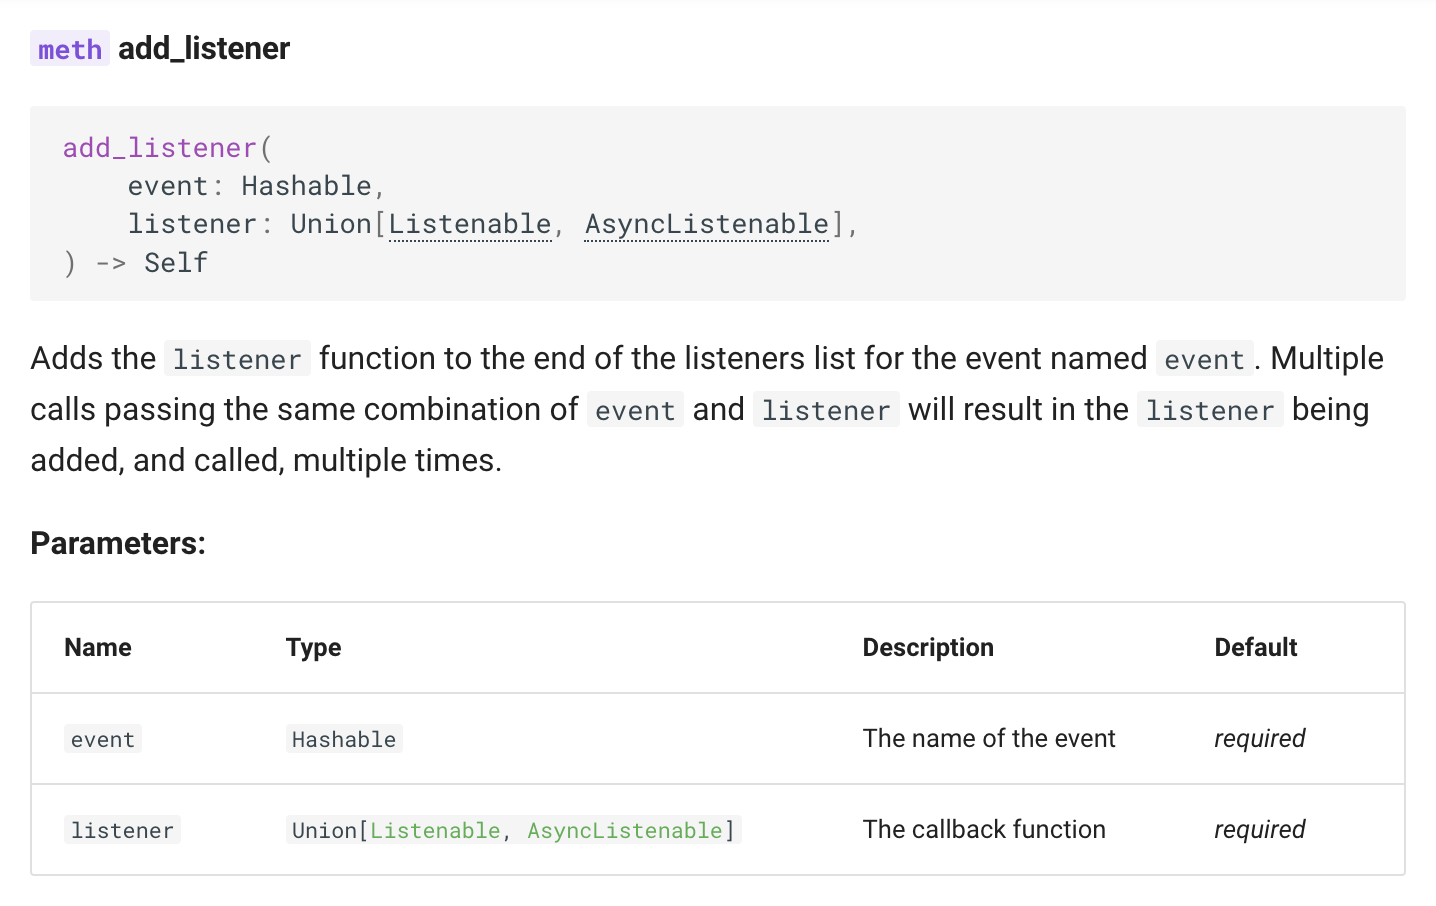 meth add_listener
add_listener(
    event: Hashable,
    listener: Union[Listenable, AsyncListenable],
) -> Self
Adds the listener function to the end of the listeners list for the event named event. Multiple
calls passing the same combination of event and listener will result in the listener being
added, and called, multiple times.
Parameters:
Name Type Description Default
event Hashable The name of the event required
listener Union[Listenable, AsyncListenable] The callback function required